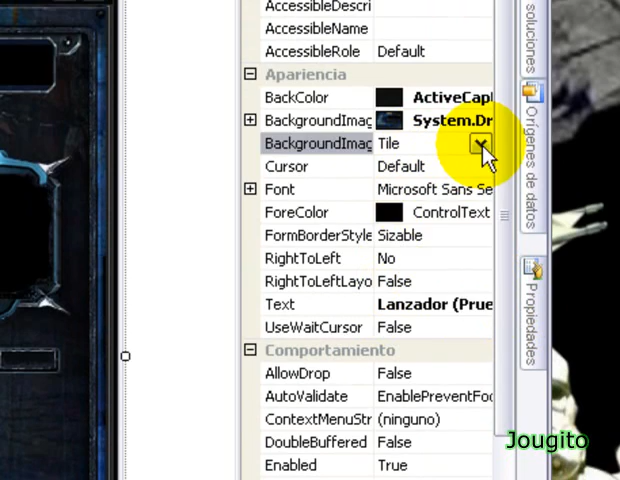 AccessibleDescri
AccessibleName
AccessibleRole Default
Apariencia
BackColor ActiveCapt
BackgroundImag System.Dr
BackgroundImag Tile
Cursor Default
Font Microsoft Sans Se
ForeColor ControlText
FormBorderStyle Sizable
RightToLeft No
RightToLeftLayo False
Text Lanzador (Prue
UseWaitCursor False
Comportamiento
AllowDrop False
AutoValidate EnablePreventFoc
ContextMenuStr (ninguno)
DoubleBuffered False
Enabled True
soluciones
Orígenes de datos
Propiedades
Jougito